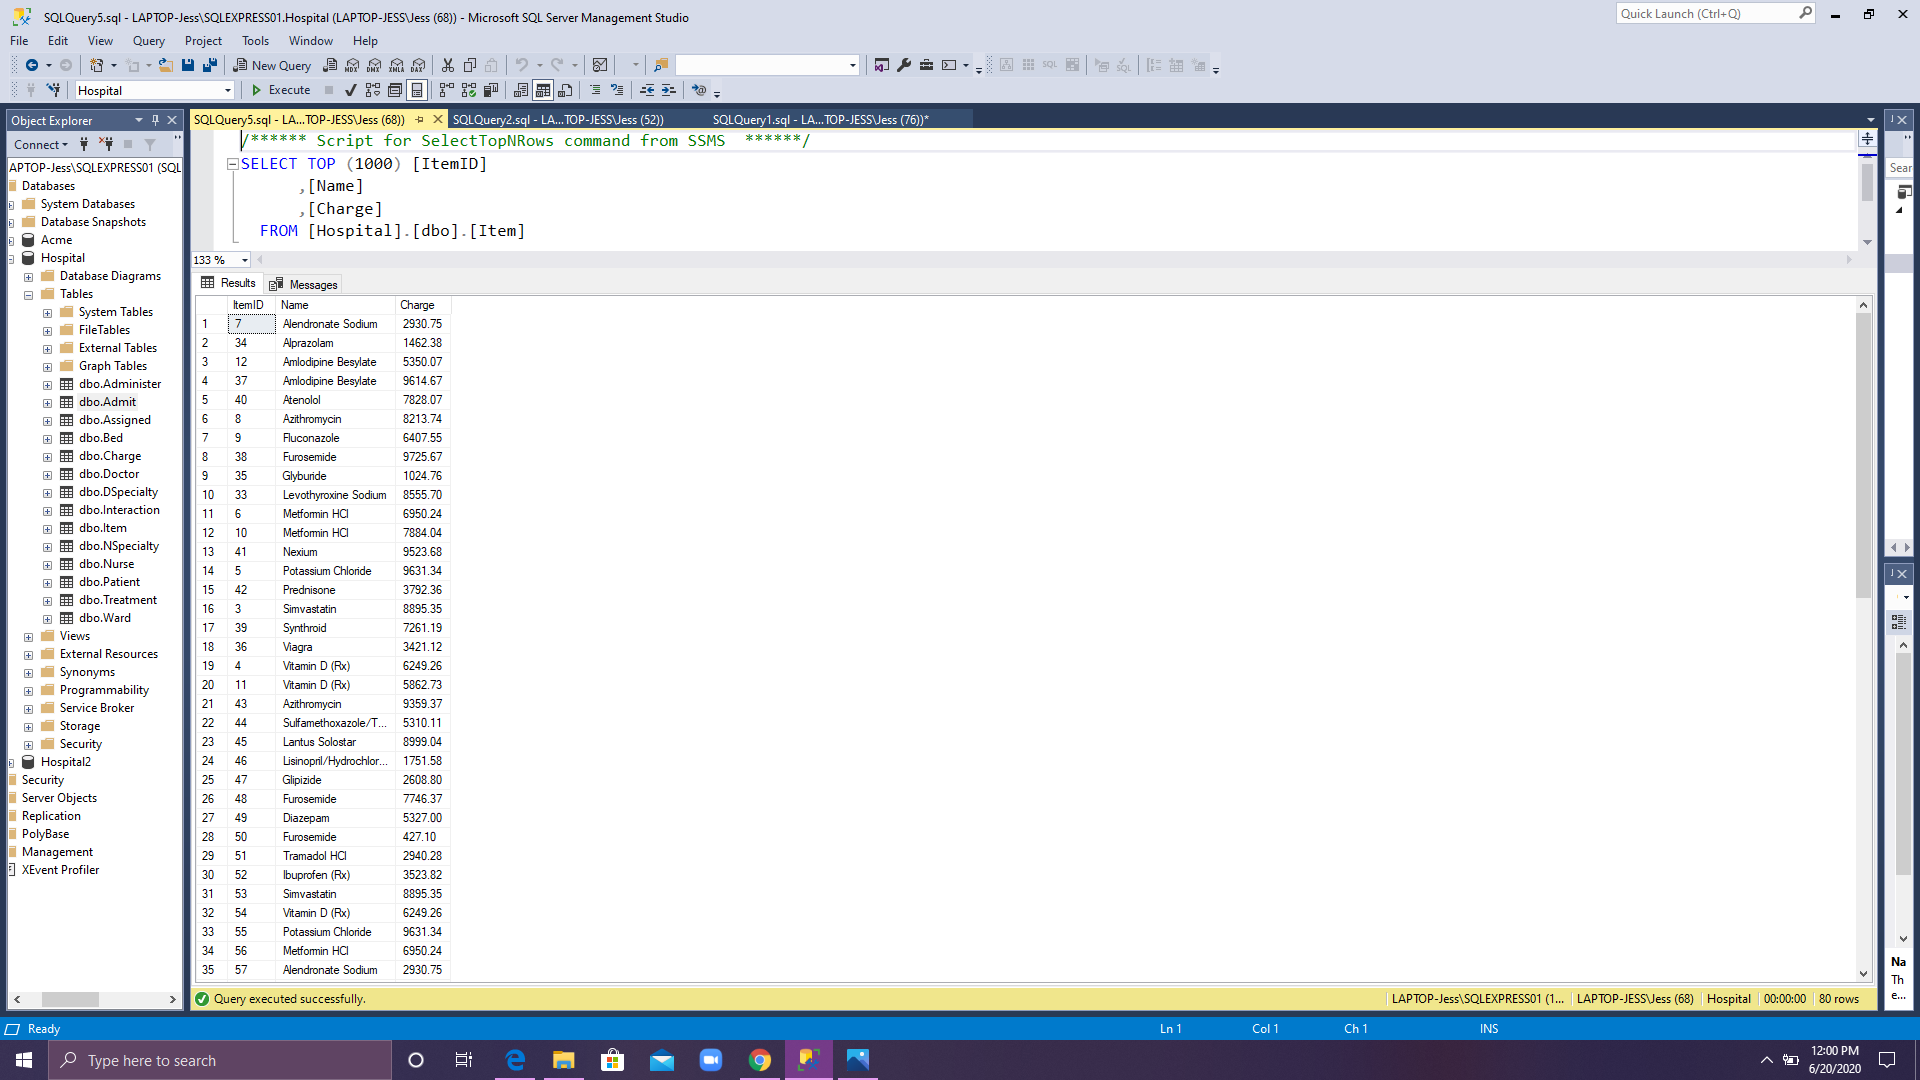 SQLQuery5.sql - LAPTOP-Jess\SQLEXPRESS01.Hospital (LAPTOP-JESS\Jess (68)) - Microsoft SQL Server Management Studio
Quick Launch (Ctrl+Q)
File Edit View Query Project Tools Window Help
New Query MDX DMX XMLA DAX
Hospital Execute
Object Explorer
SQLQuery5.sql - LA...TOP-JESS\Jess (68)) SQLQuery2.sql - LA...TOP-JESS\Jess (52)) SQLQuery1.sql - LA...TOP-JESS\Jess (76))*
Connect
APTOP-Jess\SQLEXPRESS01 (SQL
Databases
System Databases
Database Snapshots
Acme
Hospital
Database Diagrams
Tables
System Tables
FileTables
External Tables
Graph Tables
dbo.Administer
dbo.Admit
dbo.Assigned
dbo.Bed
dbo.Charge
dbo.Doctor
dbo.DSpecialty
dbo.Interaction
dbo.Item
dbo.NSpecialty
dbo.Nurse
dbo.Patient
dbo.Treatment
dbo.Ward
Views
External Resources
Synonyms
Programmability
Service Broker
Storage
Security
Hospital2
Security
Server Objects
Replication
PolyBase
Management
XEvent Profiler
/****** Script for SelectTopNRows command from SSMS ******/
SELECT TOP (1000) [ItemID]
,[Name]
,[Charge]
FROM [Hospital].[dbo].[Item]
133 %
Results Messages
ItemID Name Charge
1 7 Alendronate Sodium 2930.75
2 34 Alprazolam 1462.38
3 12 Amlodipine Besylate 5350.07
4 37 Amlodipine Besylate 9614.67
5 40 Atenolol 7828.07
6 8 Azithromycin 8213.74
7 9 Fluconazole 6407.55
8 38 Furosemide 9725.67
9 35 Glyburide 1024.76
10 33 Levothyroxine Sodium 8555.70
11 6 Metformin HCl 6950.24
12 10 Metformin HCl 7884.04
13 41 Nexium 9523.68
14 5 Potassium Chloride 9631.34
15 42 Prednisone 3792.36
16 3 Simvastatin 8895.35
17 39 Synthroid 7261.19
18 36 Viagra 3421.12
19 4 Vitamin D (Rx) 6249.26
20 11 Vitamin D (Rx) 5862.73
21 43 Azithromycin 9359.37
22 44 Sulfamethoxazole/T... 5310.11
23 45 Lantus Solostar 8999.04
24 46 Lisinopril/Hydrochlor... 1751.58
25 47 Glipizide 2608.80
26 48 Furosemide 7746.37
27 49 Diazepam 5327.00
28 50 Furosemide 427.10
29 51 Tramadol HCl 2940.28
30 52 Ibuprofen (Rx) 3523.82
31 53 Simvastatin 8895.35
32 54 Vitamin D (Rx) 6249.26
33 55 Potassium Chloride 9631.34
34 56 Metformin HCl 6950.24
35 57 Alendronate Sodium 2930.75
Sear
Na
Th
e...
Query executed successfully. LAPTOP-Jess\SQLEXPRESS01 (1... LAPTOP-JESS\Jess (68) Hospital 00:00:00 80 rows
Ready Ln 1 Col 1 Ch 1 INS
Type here to search
12:00 PM
6/20/2020